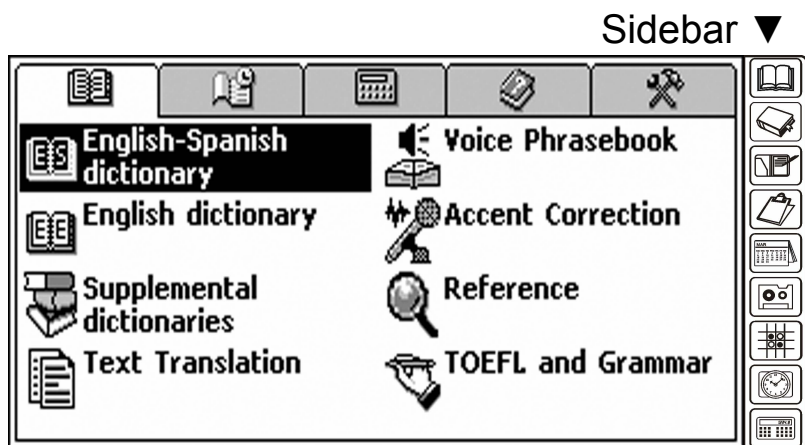 Sidebar ▼
English-Spanish
dictionary
English dictionary
Supplemental
dictionaries
Text Translation
Voice Phrasebook
Accent Correction
Reference
TOEFL and Grammar